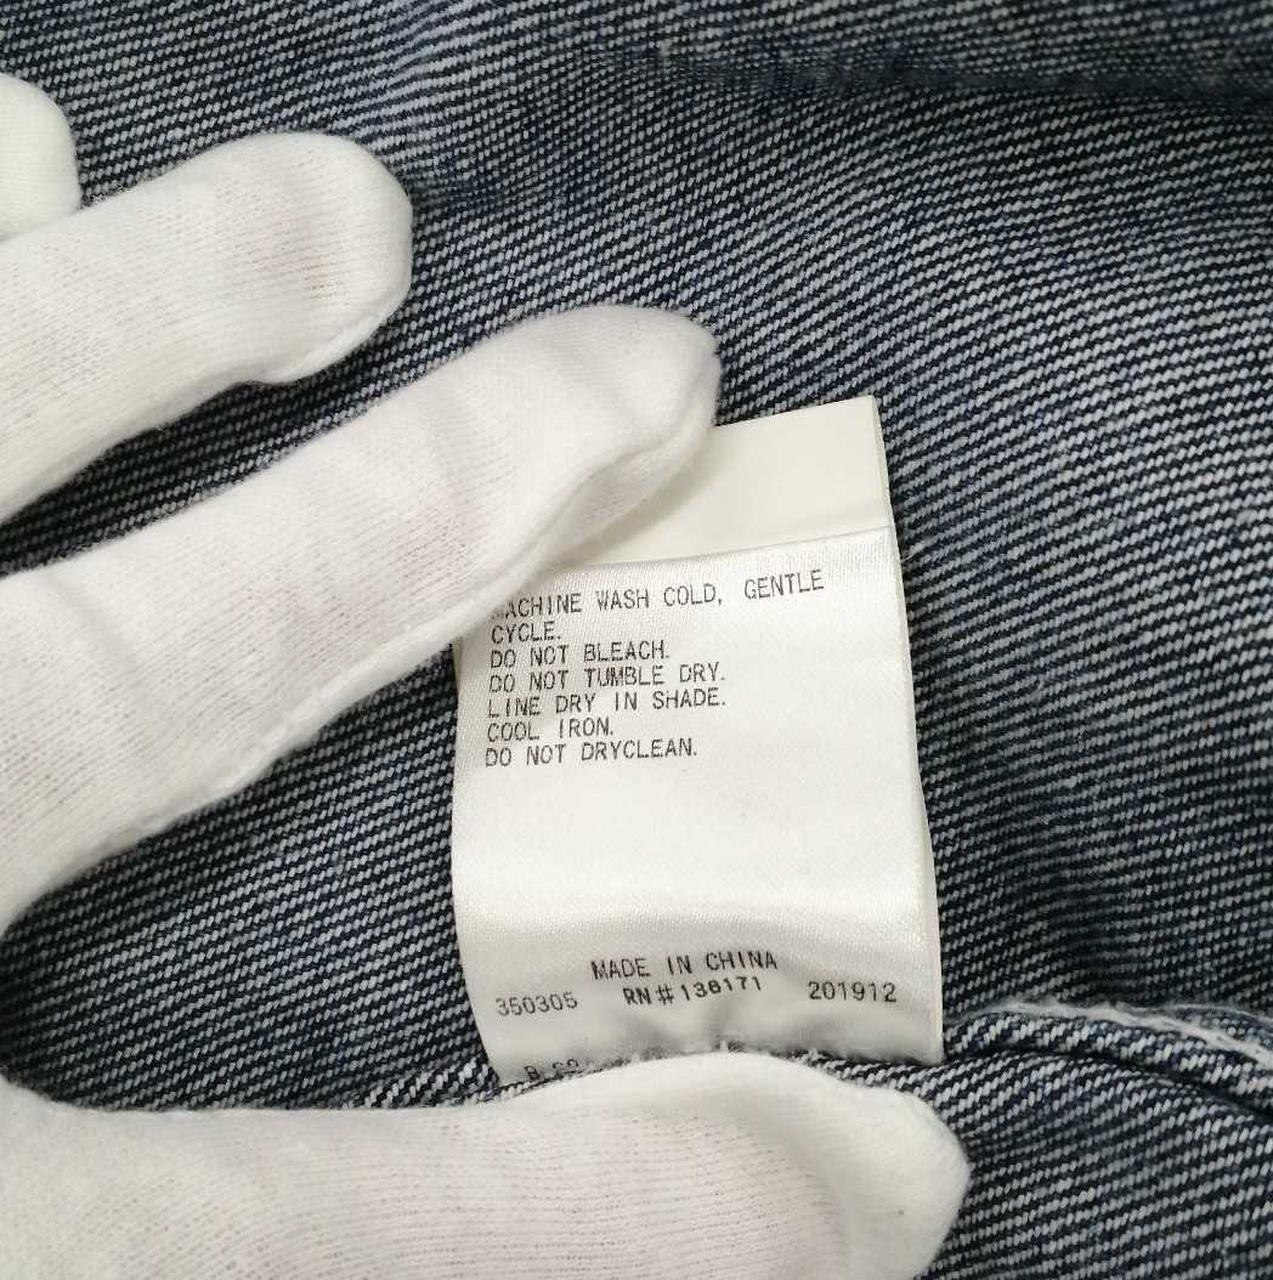 MACHINE WASH COLD, GENTLE
CYCLE.
DO NOT BLEACH.
DO NOT TUMBLE DRY.
LINE DRY IN SHADE.
COOL IRON.
DO NOT DRYCLEAN.
MADE IN CHINA
350305 RN#136171 201912